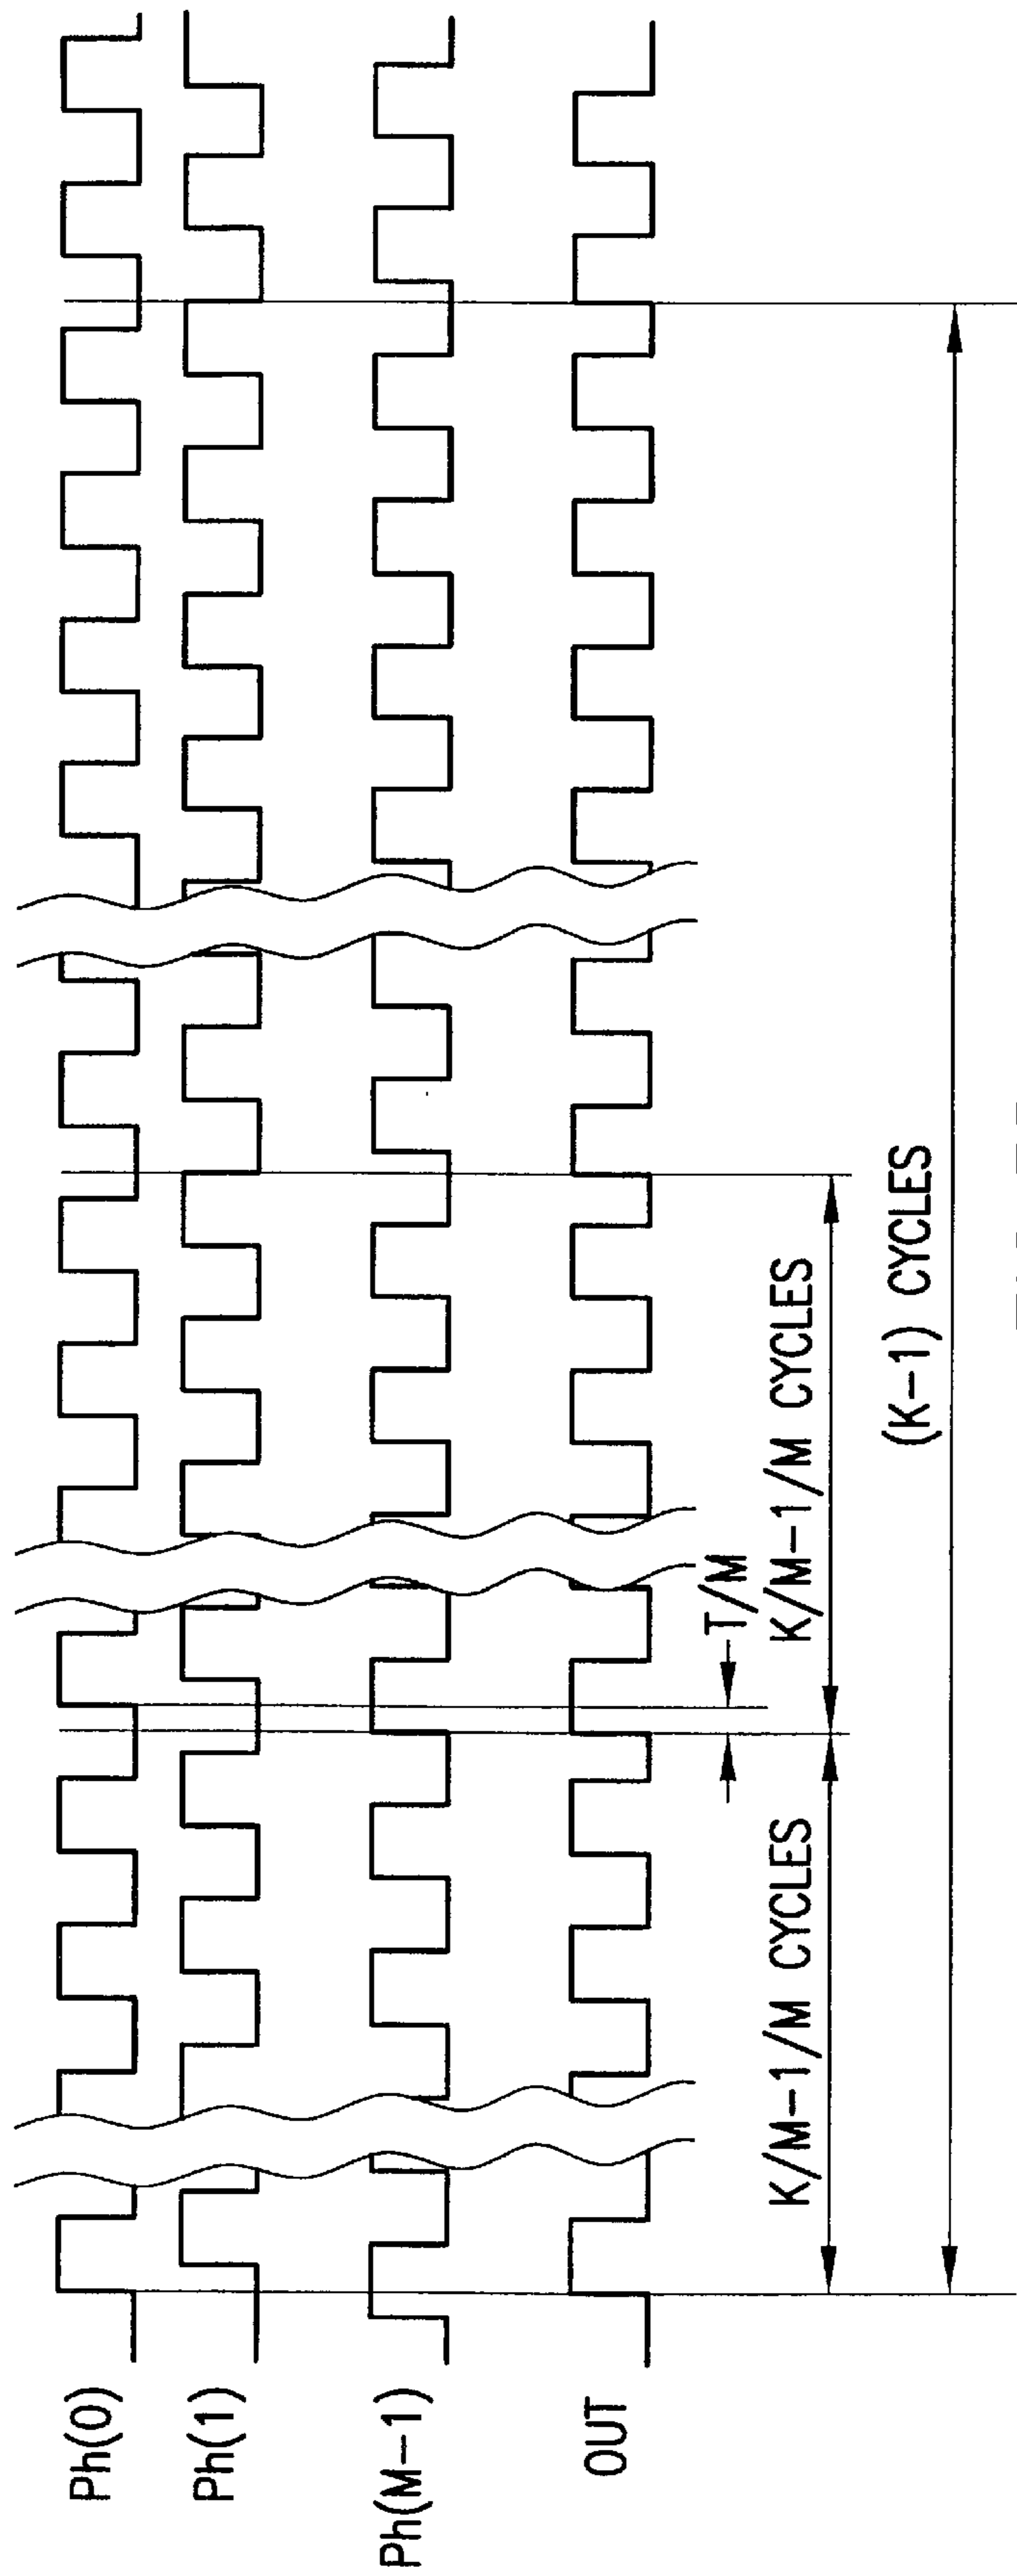 Ph(0)
Ph(1)
Ph(M-1)
OUT
T/M
K/M-1/M CYCLES
K/M-1/M CYCLES
(K-1) CYCLES